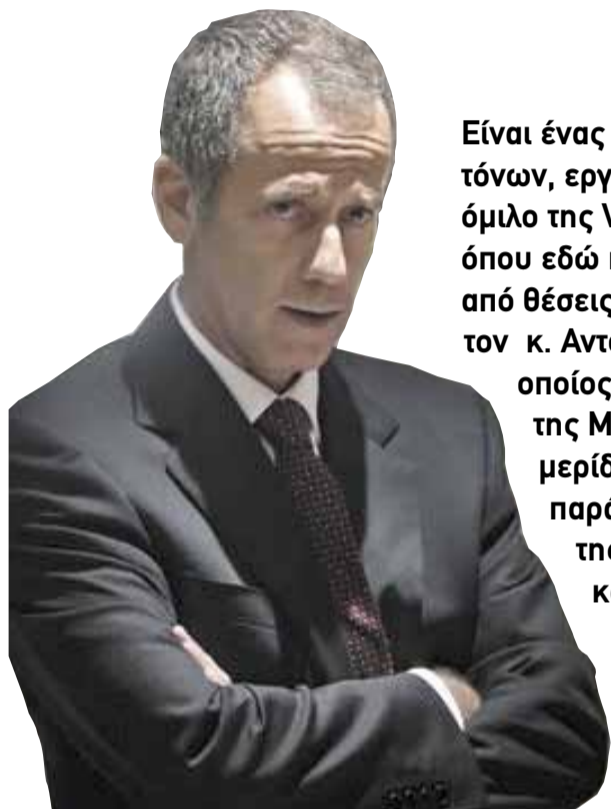 Είναι ένας
τόνων, εργ
όμιλο της
όπου εδώ
από θέσεις
τον κ. Αντ
οποίος
της Μ
μερίδ
παρά
της
κ